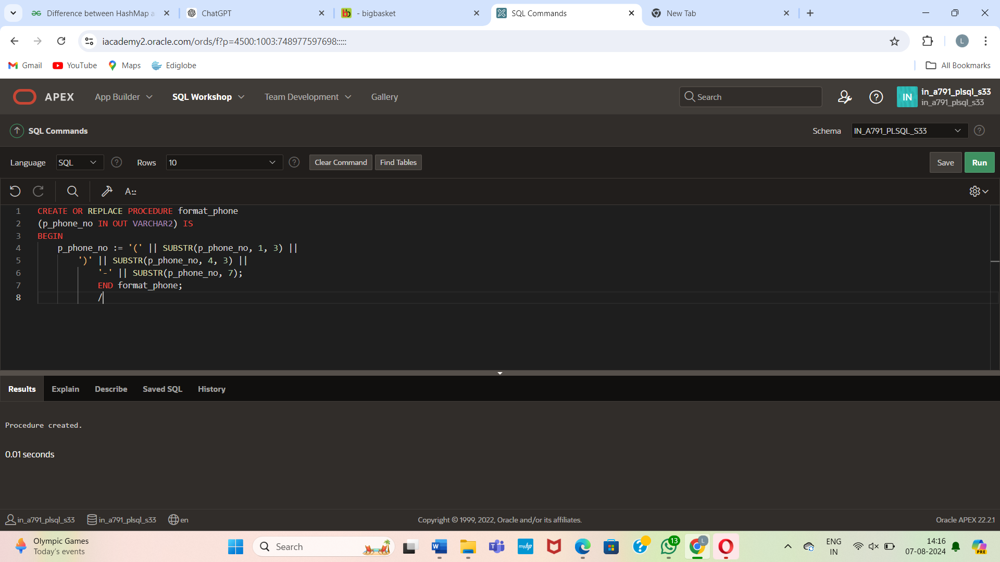 Difference between HashMap a
ChatGPT
- bigbasket
SQL Commands
New Tab
iacademy2.oracle.com/ords/f?p=4500:1003:748977597698:::::
L
Gmail
YouTube
Maps
Ediglobe
All Bookmarks
APEX
App Builder
SQL Workshop
Team Development
Gallery
Search
IN
in_a791_plsql_s33
in_a791_plsql_s33
SQL Commands
Schema
IN_A791_PLSQL_S33
Language
SQL
Rows
10
Clear Command
Find Tables
Save
Run
A::
1 CREATE OR REPLACE PROCEDURE format_phone
2 (p_phone_no IN OUT VARCHAR2) IS
3 BEGIN
4 p_phone_no := '(' || SUBSTR(p_phone_no, 1, 3) ||
5 ')' || SUBSTR(p_phone_no, 4, 3) ||
6 '-' || SUBSTR(p_phone_no, 7);
7 END format_phone;
8 /
Results
Explain
Describe
Saved SQL
History
Procedure created.
0.01 seconds
in_a791_plsql_s33
in_a791_plsql_s33
en
Copyright © 1999, 2022, Oracle and/or its affiliates.
Oracle APEX 22.2.1
Olympic Games
Today's events
Search
myhp
13
L
ENG
IN
14:16
07-08-2024
PRE